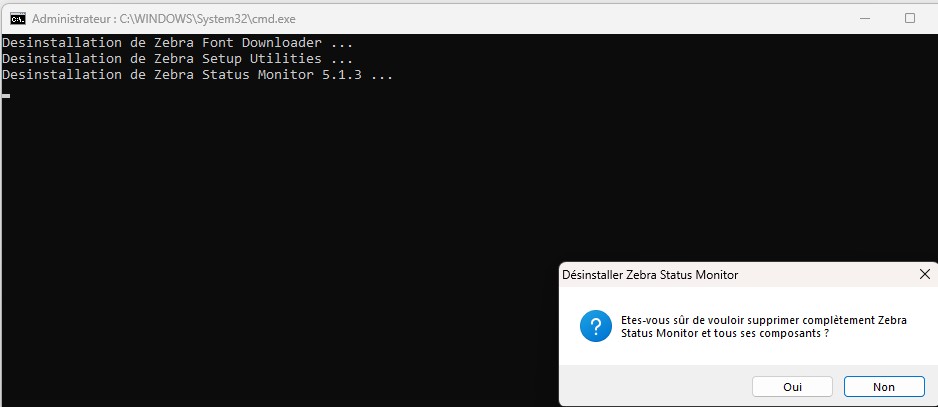 Administrateur : C:\WINDOWS\System32\cmd.exe
Desinstallation de Zebra Font Downloader ...
Desinstallation de Zebra Setup Utilities ...
Desinstallation de Zebra Status Monitor 5.1.3 ...
Désinstaller Zebra Status Monitor
Etes-vous sûr de vouloir supprimer complètement Zebra
Status Monitor et tous ses composants ?
Oui
Non